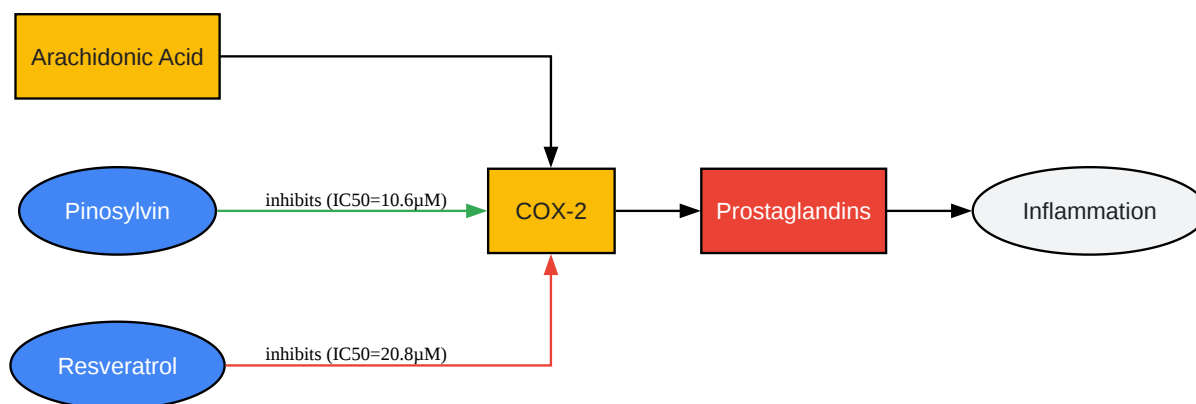 Arachidonic Acid
Pinosylvin
inhibits (IC50=10.6µM)
COX-2
Prostaglandins
Inflammation
Resveratrol
inhibits (IC50=20.8µM)